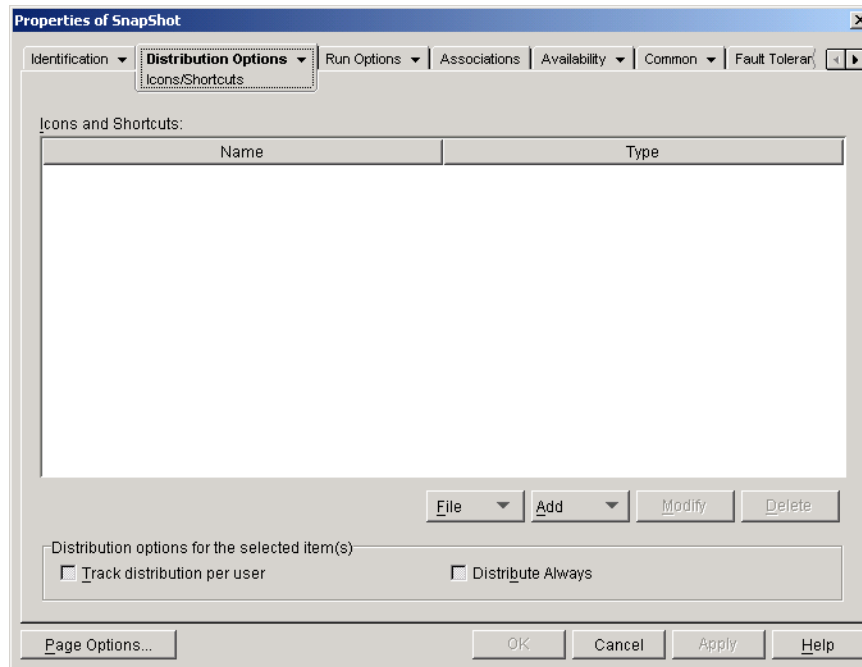 Properties of SnapShot
Identification Distribution Options Run Options Associations Availability Common Fault Toleran
Icons/Shortcuts
Icons and Shortcuts:
Name Type
File Add Modify Delete
Distribution options for the selected item(s)
Track distribution per user Distribute Always
Page Options... OK Cancel Apply Help